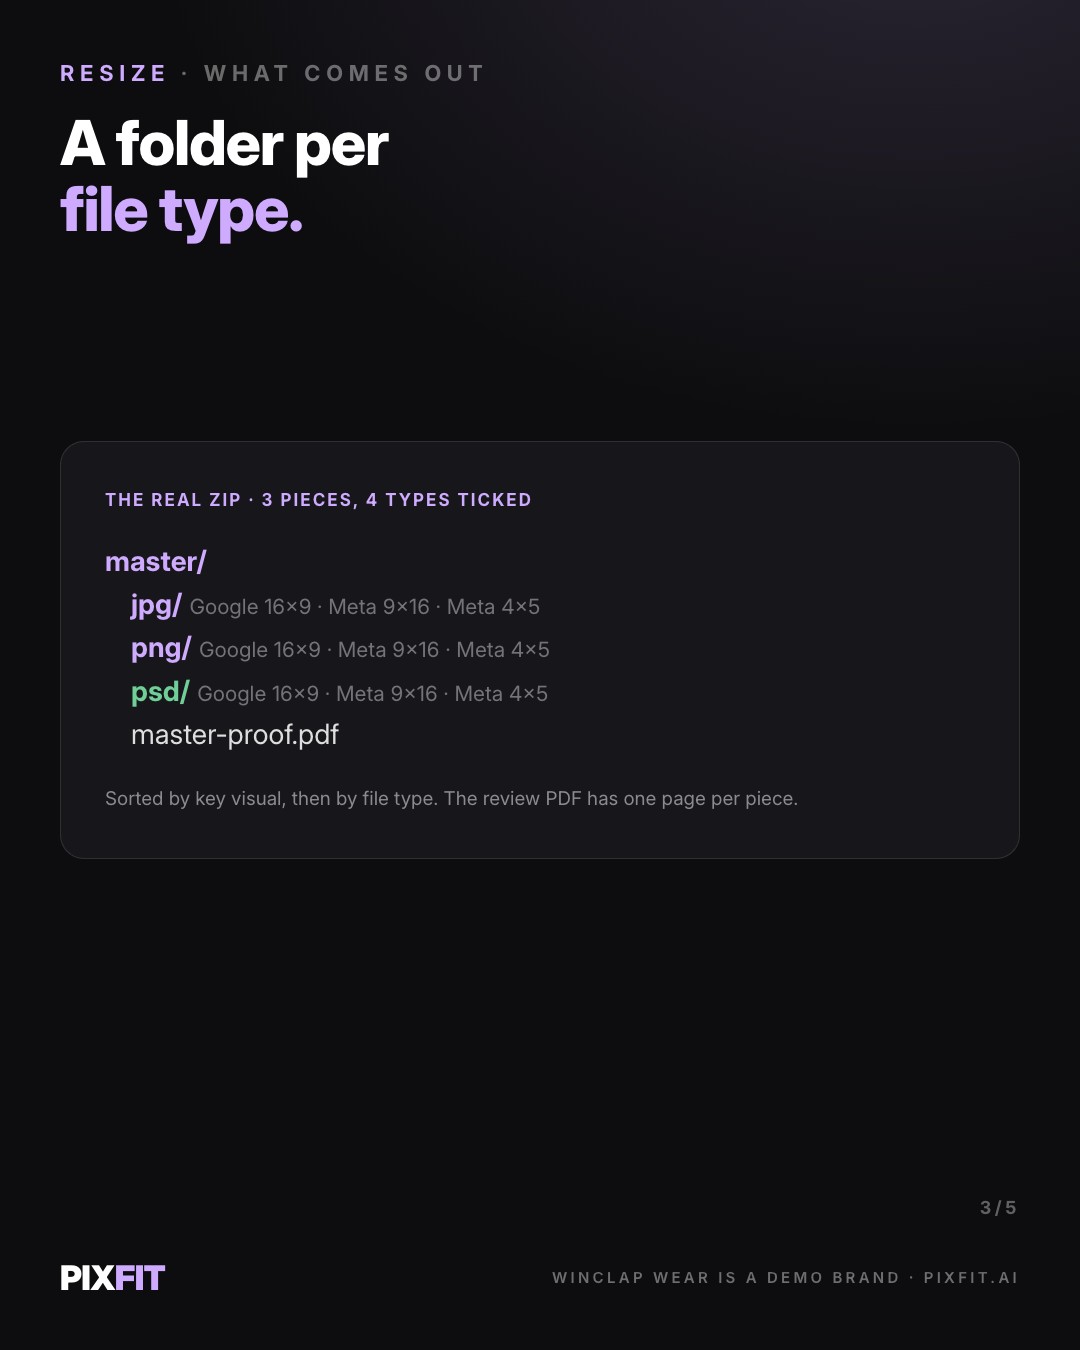 RESIZE · WHAT COMES OUT
A folder per
file type.
THE REAL ZIP · 3 PIECES, 4 TYPES TICKED
master/
jpg/ Google 16×9 · Meta 9×16 · Meta 4×5
png/ Google 16×9 · Meta 9×16 · Meta 4×5
psd/ Google 16×9 · Meta 9×16 · Meta 4×5
master-proof.pdf
Sorted by key visual, then by file type. The review PDF has one page per piece.
3/5
PIXFIT
WINCLAP WEAR IS A DEMO BRAND · PIXFIT.AI